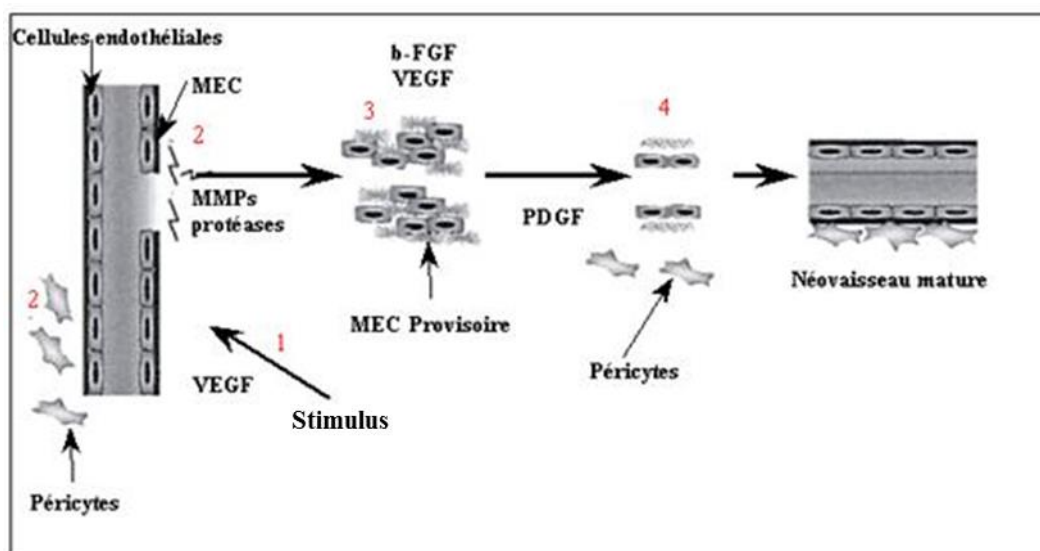 Cellules endothéliales
MEC
2
MMPs
protéases
2
Péricytes
VEGF
1
Stimulus
b-FGF
VEGF
3
MEC Provisoire
PDGF
4
Péricytes
Néovaisseau mature